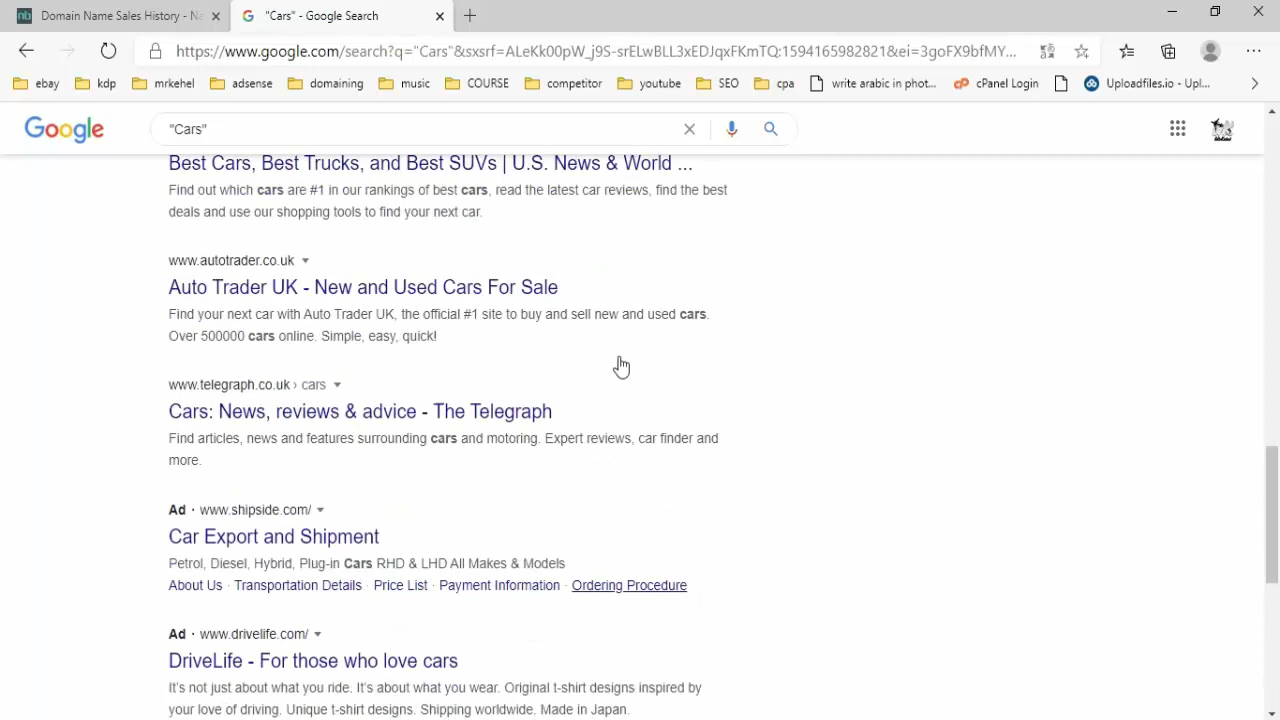 Domain Name Sales History - Na
"Cars" - Google Search
https://www.google.com/search?q="Cars"&sxsrf=ALeKk00pW_j9S-srELwBLL3xEDJqxFKmTQ:1594165982821&ei=3goFX9bfMY...
ebay kdp mrkehel adsense domaining music COURSE competitor youtube SEO cpa write arabic in phot... cPanel Login Uploadfiles.io - Upl...
Google "Cars"
Best Cars, Best Trucks, and Best SUVs | U.S. News & World ...
Find out which cars are #1 in our rankings of best cars, read the latest car reviews, find the best
deals and use our shopping tools to find your next car.
www.autotrader.co.uk
Auto Trader UK - New and Used Cars For Sale
Find your next car with Auto Trader UK, the official #1 site to buy and sell new and used cars.
Over 500000 cars online. Simple, easy, quick!
www.telegraph.co.uk › cars
Cars: News, reviews & advice - The Telegraph
Find articles, news and features surrounding cars and motoring. Expert reviews, car finder and
more.
Ad · www.shipside.com/
Car Export and Shipment
Petrol, Diesel, Hybrid, Plug-in Cars RHD & LHD All Makes & Models
About Us · Transportation Details · Price List · Payment Information · Ordering Procedure
Ad · www.drivelife.com/
DriveLife - For those who love cars
It's not just about what you ride. It's about what you wear. Original t-shirt designs inspired by
your love of driving. Unique t-shirt designs. Shipping worldwide. Made in Japan.